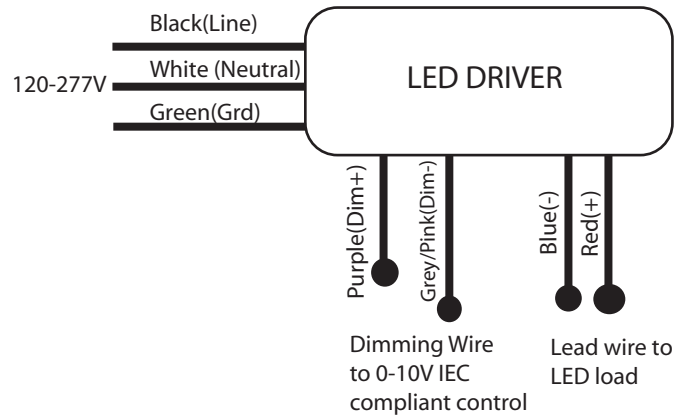 Black(Line)
120-277V
White (Neutral)
Green(Grd)
LED DRIVER
Purple(Dim+)
Grey/Pink(Dim-)
Blue(-)
Red(+)
Dimming Wire
to 0-10V IEC
compliant control
Lead wire to
LED load